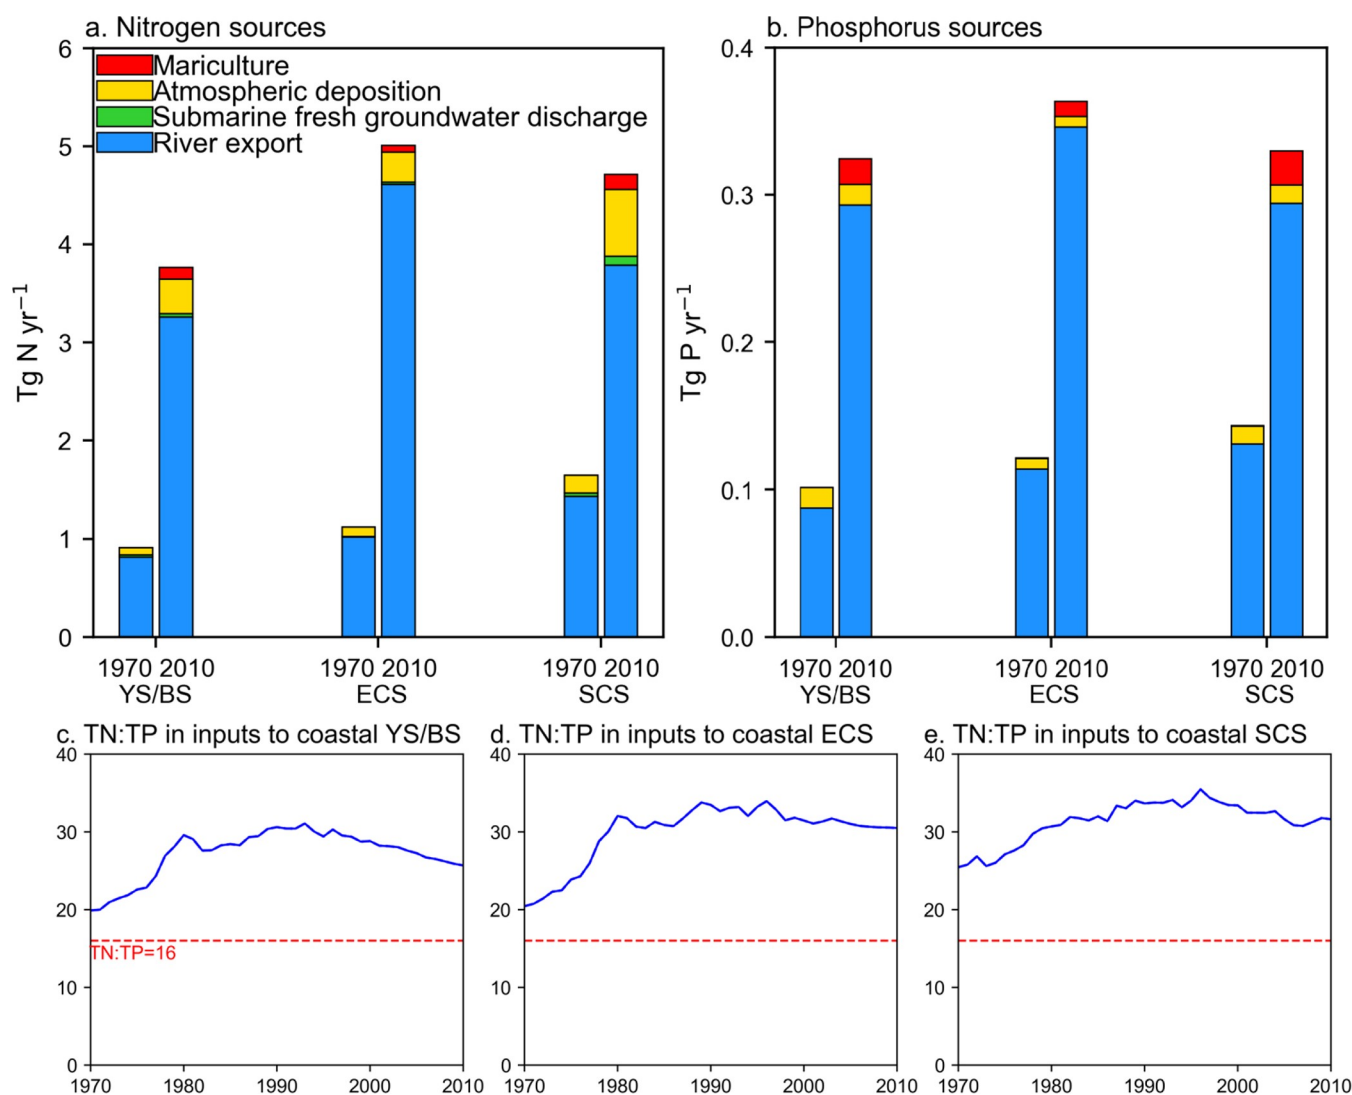 a. Nitrogen sources
6
5
4
3
2
1
0
Tg N yr−1
Mariculture
Atmospheric deposition
Submarine fresh groundwater discharge
River export
1970 2010
YS/BS
1970 2010
ECS
1970 2010
SCS
b. Phosphorus sources
0.4
0.3
0.2
0.1
0.0
Tg P yr−1
1970 2010
YS/BS
1970 2010
ECS
1970 2010
SCS
c. TN:TP in inputs to coastal YS/BS
40
30
20
10
0
TN:TP=16
1970 1980 1990 2000 2010
d. TN:TP in inputs to coastal ECS
40
30
20
10
0
1970 1980 1990 2000 2010
e. TN:TP in inputs to coastal SCS
40
30
20
10
0
1970 1980 1990 2000 2010